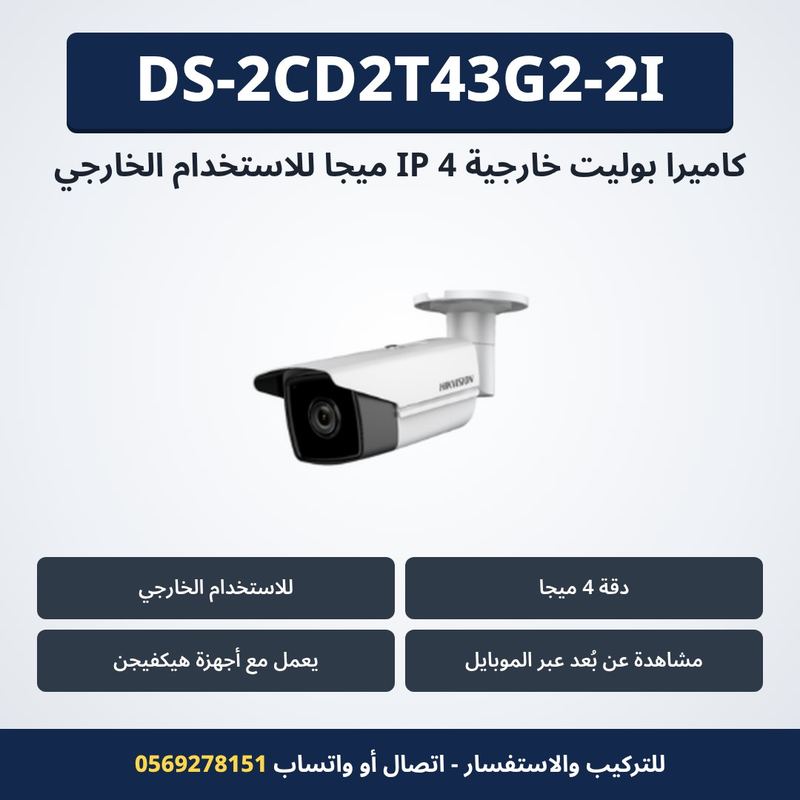 DS-2CD2T43G2-2I
كاميرا بوليت خارجية IP 4 ميجا للاستخدام الخارجي
HIKVISION
دقة 4 ميجا
للاستخدام الخارجي
مشاهدة عن بُعد عبر الموبايل
يعمل مع أجهزة هيكفيجن
للتركيب والاستفسار - اتصال أو واتساب 0569278151